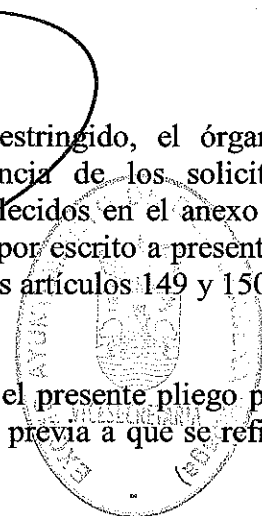 estringido, el órgan
ncia de los solicit
lecidos en el anexo
por escrito a present
s artículos 149 y 150
el presente pliego p
previa a que se refi